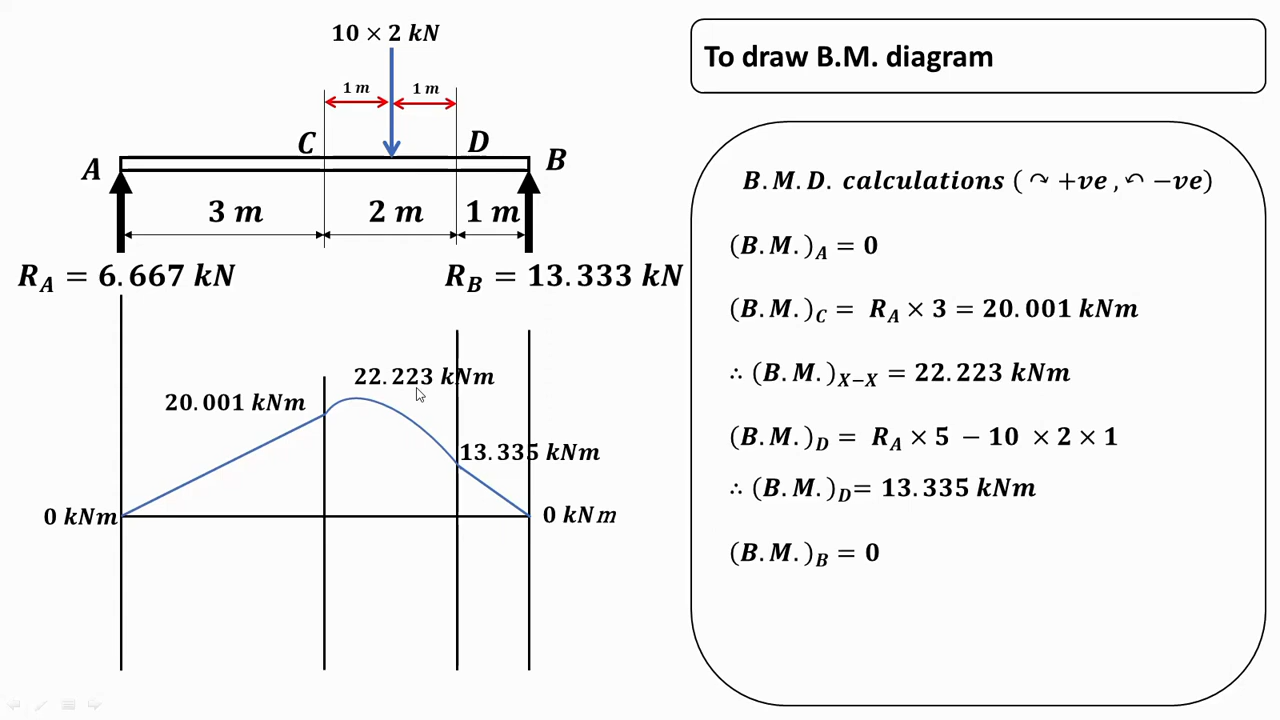 10 × 2 kN
1 m
1 m
C
D
A
B
3 m
2 m
1 m
R_A = 6.667 kN
R_B = 13.333 kN
22.223 kNm
20.001 kNm
13.335 kNm
0 kNm
0 kNm
To draw B.M. diagram
B.M.D. calculations (↷ +ve , ↶ −ve)
(B.M.)_A = 0
(B.M.)_C = R_A × 3 = 20.001 kNm
∴ (B.M.)_X−X = 22.223 kNm
(B.M.)_D = R_A × 5 − 10 × 2 × 1
∴ (B.M.)_D= 13.335 kNm
(B.M.)_B = 0